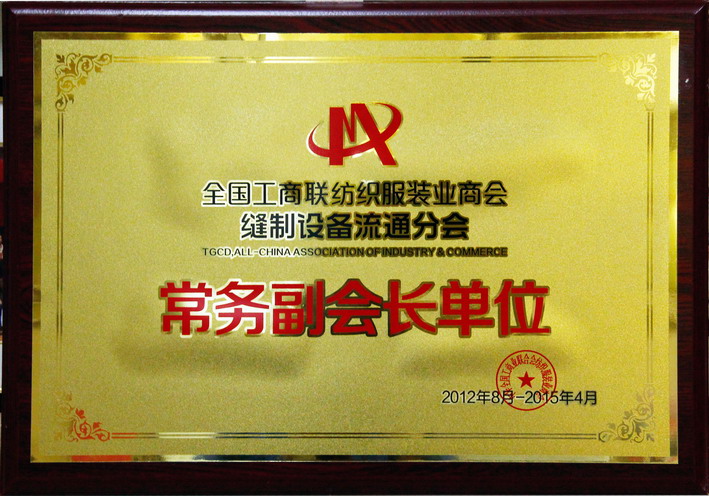 全国工商联纺织服装业商会
缝制设备流通分会
TGCD,ALL-CHINA ASSOCIATION OF INDUSTRY & COMMERCE
常务副会长单位
2012年8月-2015年4月